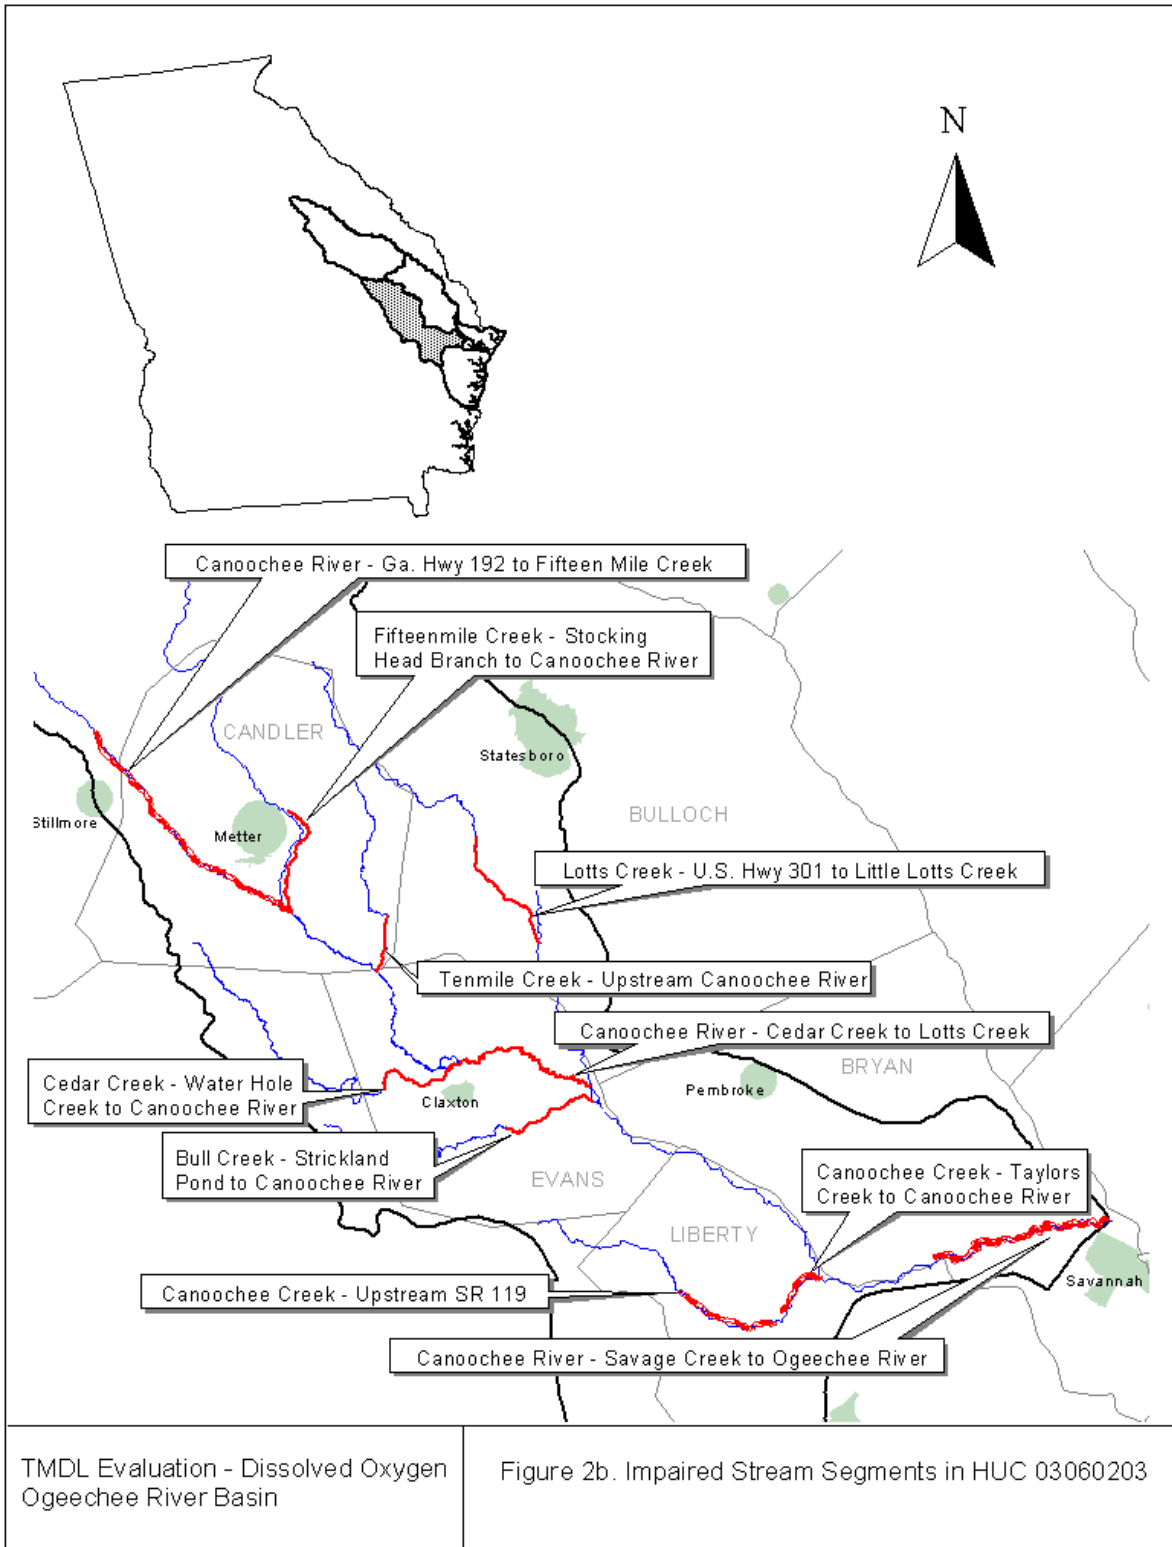 N
Canoochee River - Ga. Hwy 192 to Fifteen Mile Creek
Fifteenmile Creek - Stocking
Head Branch to Canoochee River
CANDLER
Statesboro
Stillmore
Metter
BULLOCH
Lotts Creek - U.S. Hwy 301 to Little Lotts Creek
Tenmile Creek - Upstream Canoochee River
Canoochee River - Cedar Creek to Lotts Creek
Cedar Creek - Water Hole
Creek to Canoochee River
Claxton
Pembroke
BRYAN
Bull Creek - Strickland
Pond to Canoochee River
EVANS
Canoochee Creek - Taylors
Creek to Canoochee River
LIBERTY
Savannah
Canoochee Creek - Upstream SR 119
Canoochee River - Savage Creek to Ogeechee River
TMDL Evaluation - Dissolved Oxygen
Ogeechee River Basin
Figure 2b. Impaired Stream Segments in HUC 03060203